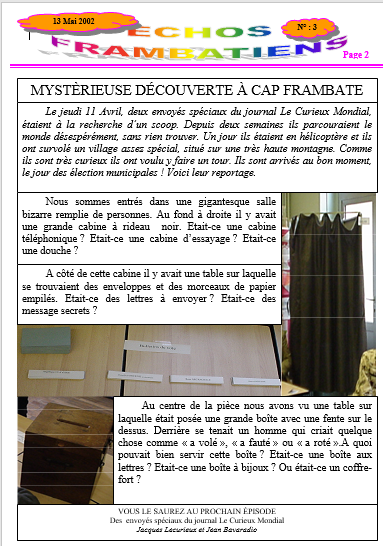 13 Mai 2002
ECHOS
N° : 3
FRAMBATIENS
Page 2
MYSTÈRIEUSE DÉCOUVERTE À CAP FRAMBATE
Le jeudi 11 Avril, deux envoyés spéciaux du journal Le Curieux Mondial,
étaient à la recherche d'un scoop. Depuis deux semaines ils parcouraient le
monde désespérément, sans rien trouver. Un jour ils étaient en hélicoptère et ils
ont survolé un village asses spécial, situé sur une très haute montagne. Comme
ils sont très curieux ils ont voulu y faire un tour. Ils sont arrivés au bon moment,
le jour des élection municipales ! Voici leur reportage.
Nous sommes entrés dans une gigantesque salle
bizarre remplie de personnes. Au fond à droite il y avait
une grande cabine à rideau noir. Etait-ce une cabine
téléphonique ? Etait-ce une cabine d'essayage ? Etait-ce
une douche ?
A côté de cette cabine il y avait une table sur laquelle
se trouvaient des enveloppes et des morceaux de papier
empilés. Etait-ce des lettres à envoyer ? Etait-ce des
message secrets ?
Au centre de la pièce nous avons vu une table sur
laquelle était posée une grande boîte avec une fente sur le
dessus. Derrière se tenait un homme qui criait quelque
chose comme « a volé », « a fauté » ou « a roté ».A quoi
pouvait bien servir cette boîte ? Etait-ce une boîte aux
lettres ? Etait-ce une boîte à bijoux ? Ou était-ce un coffre-
fort ?
VOUS LE SAUREZ AU PROCHAIN ÉPISODE
Des envoyés spéciaux du journal Le Curieux Mondial
Jacques Lecurieux et Jean Bavaradio